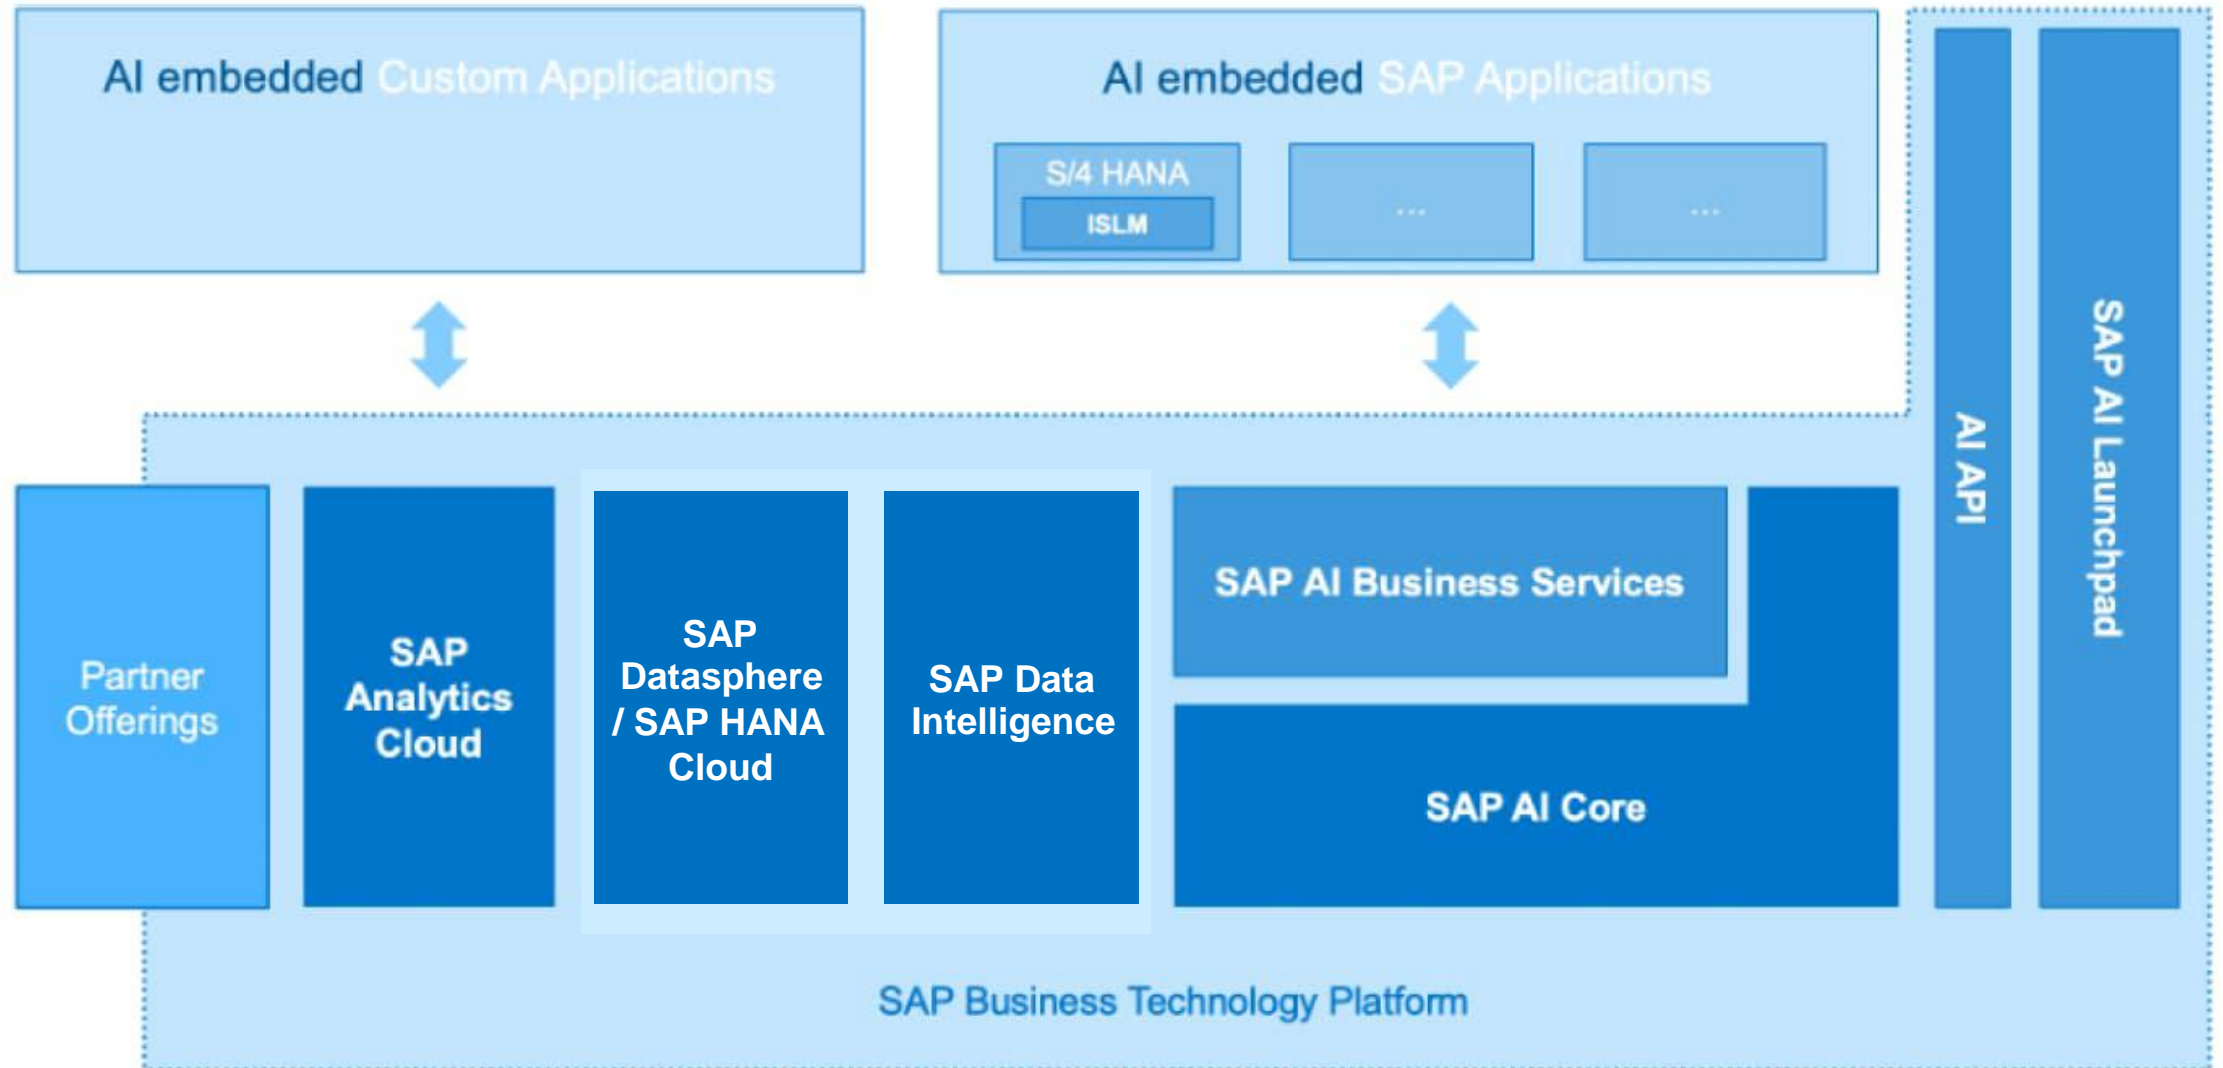 AI embedded Custom Applications
AI embedded SAP Applications
S/4 HANA
ISLM
...
...
AI API
SAP AI Launchpad
Partner
Offerings
SAP
Analytics
Cloud
SAP
Datasphere
/ SAP HANA
Cloud
SAP Data
Intelligence
SAP AI Business Services
SAP AI Core
SAP Business Technology Platform